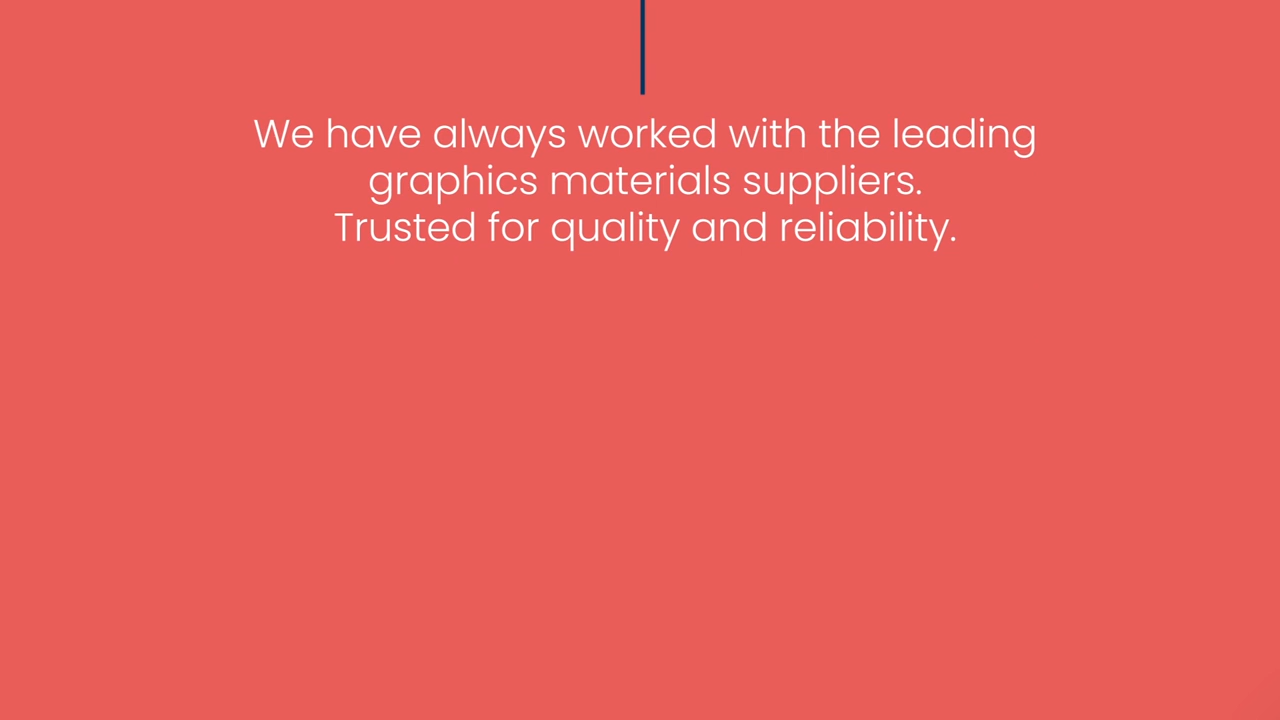 We have always worked with the leading
graphics materials suppliers.
Trusted for quality and reliability.